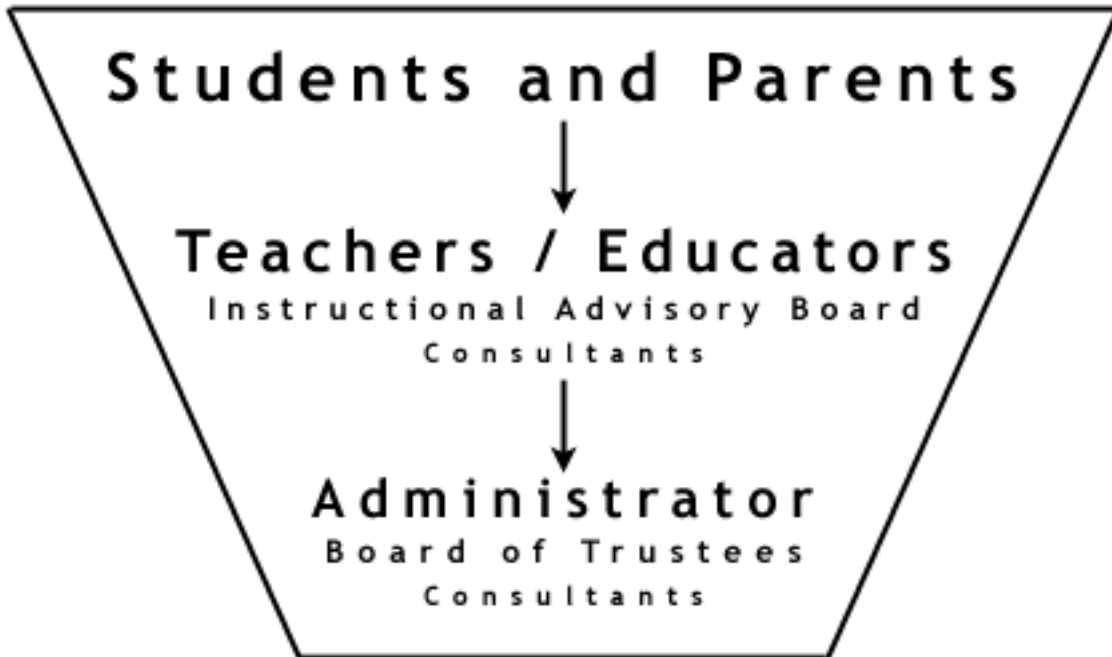 Students and Parents
Teachers / Educators
Instructional Advisory Board
Consultants
Administrator
Board of Trustees
Consultants